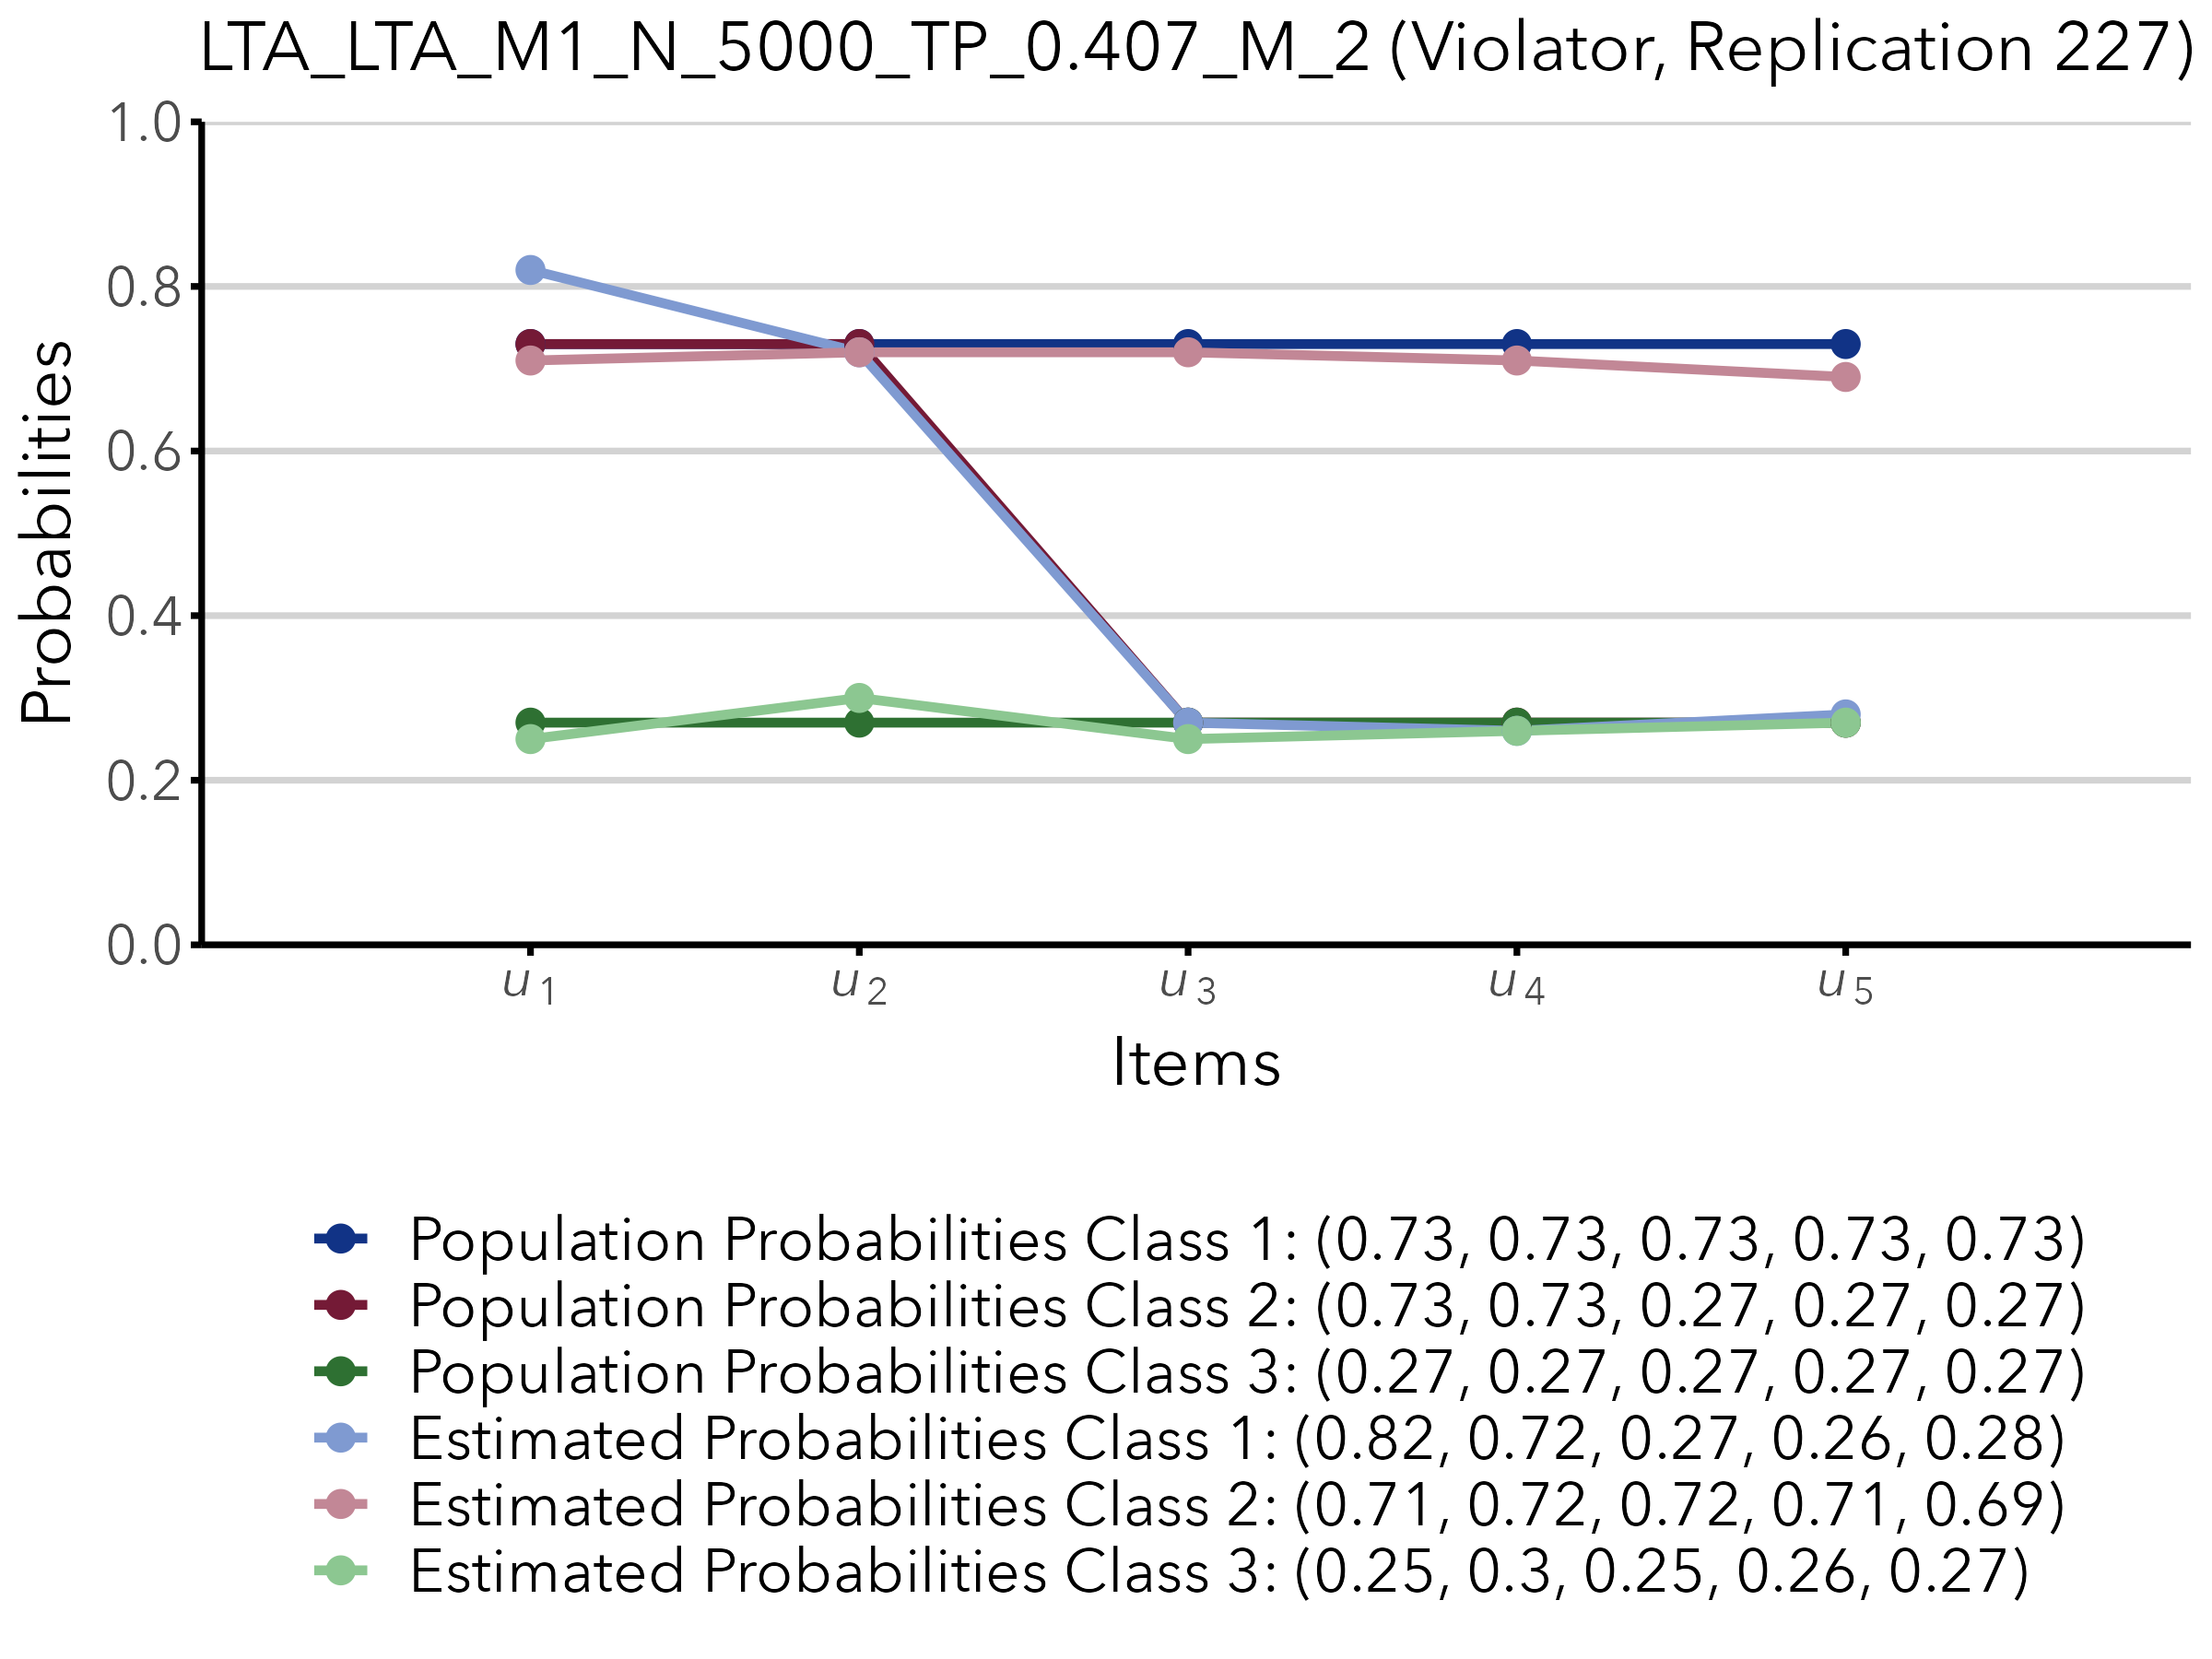 LTA_LTA_M1_N_5000_TP_0.407_M_2 (Violator, Replication 227)
1.0
0.8
0.6
0.4
0.2
0.0
Probabilities
u1 u2 u3 u4 u5
Items
Population Probabilities Class 1: (0.73, 0.73, 0.73, 0.73, 0.73)
Population Probabilities Class 2: (0.73, 0.73, 0.27, 0.27, 0.27)
Population Probabilities Class 3: (0.27, 0.27, 0.27, 0.27, 0.27)
Estimated Probabilities Class 1: (0.82, 0.72, 0.27, 0.26, 0.28)
Estimated Probabilities Class 2: (0.71, 0.72, 0.72, 0.71, 0.69)
Estimated Probabilities Class 3: (0.25, 0.3, 0.25, 0.26, 0.27)